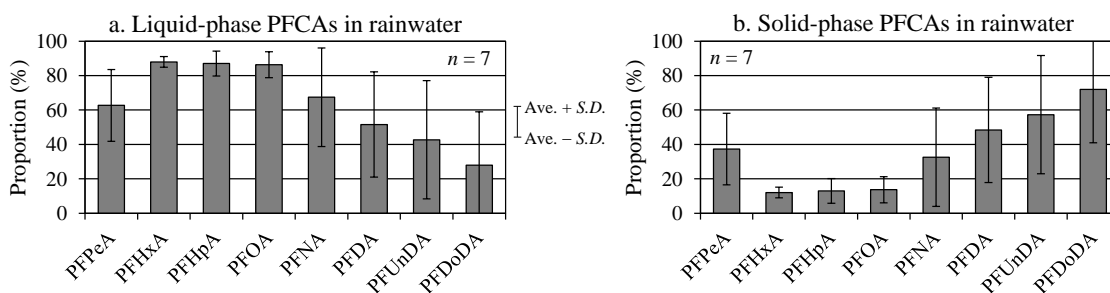 a. Liquid-phase PFCAs in rainwater
Proportion (%)
100
80
60
40
20
0
n = 7
PFPeA
PFHxA
PFHpA
PFOA
PFNA
PFDA
PFUnDA
PFDoDA
Ave. + S.D.
Ave. − S.D.
b. Solid-phase PFCAs in rainwater
Proportion (%)
100
80
60
40
20
0
n = 7
PFPeA
PFHxA
PFHpA
PFOA
PFNA
PFDA
PFUnDA
PFDoDA